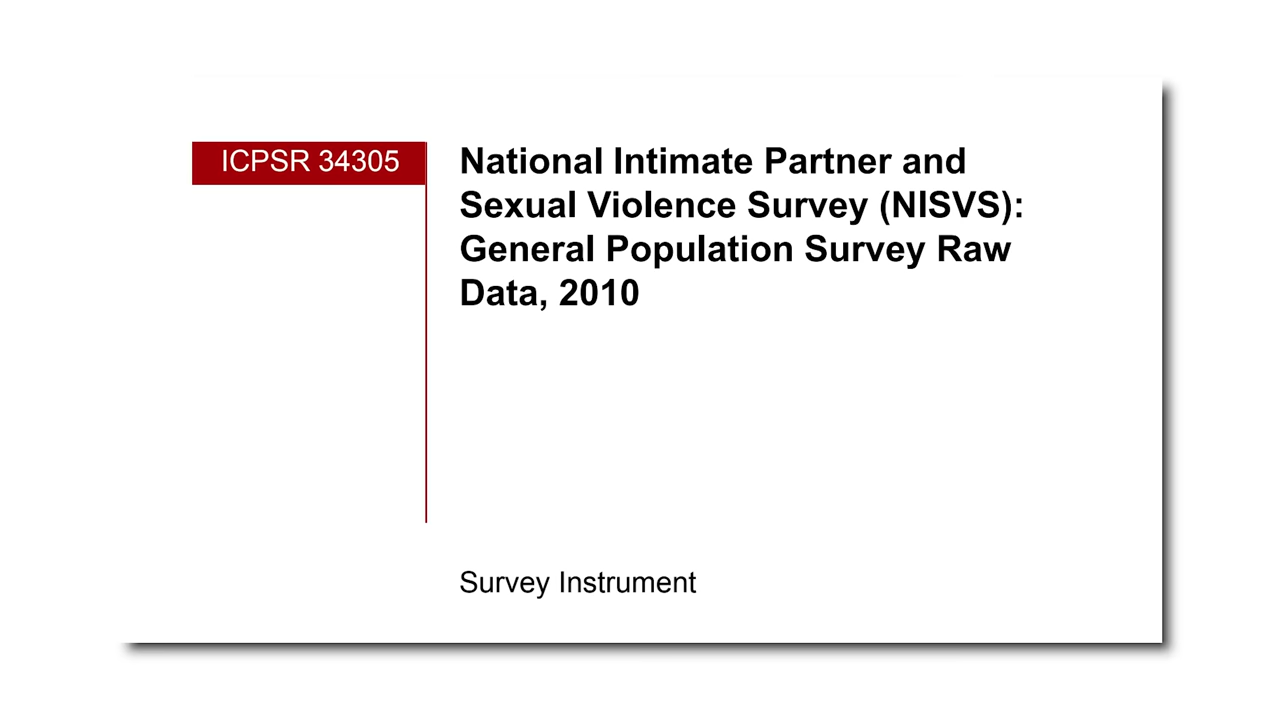 ICPSR 34305
National Intimate Partner and
Sexual Violence Survey (NISVS):
General Population Survey Raw
Data, 2010
Survey Instrument